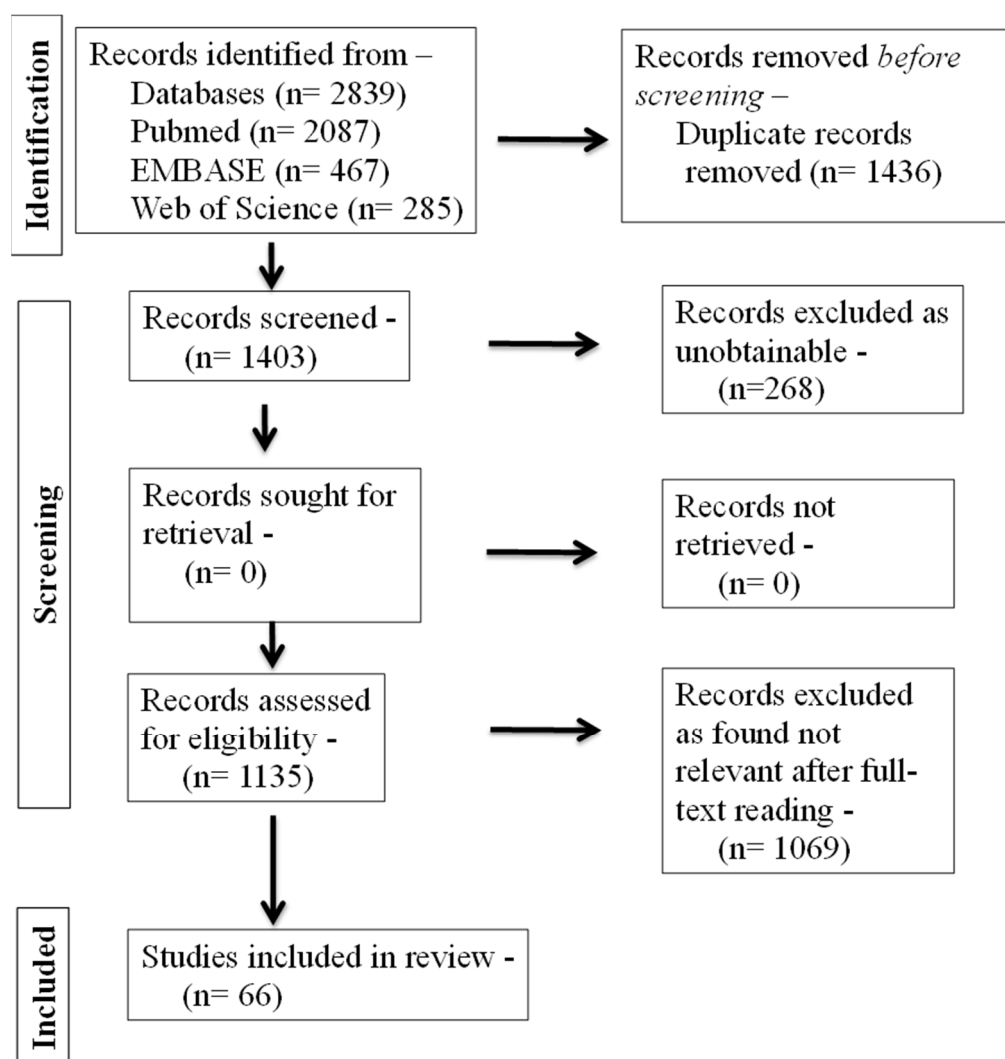 Identification
Records identified from –
Databases (n= 2839)
Pubmed (n= 2087)
EMBASE (n= 467)
Web of Science (n= 285)
Records removed before
screening –
Duplicate records
removed (n= 1436)
Screening
Records screened -
(n= 1403)
Records excluded as
unobtainable -
(n=268)
Records sought for
retrieval -
(n= 0)
Records not
retrieved -
(n= 0)
Records assessed
for eligibility -
(n= 1135)
Records excluded
as found not
relevant after full-
text reading -
(n= 1069)
Included
Studies included in review -
(n= 66)